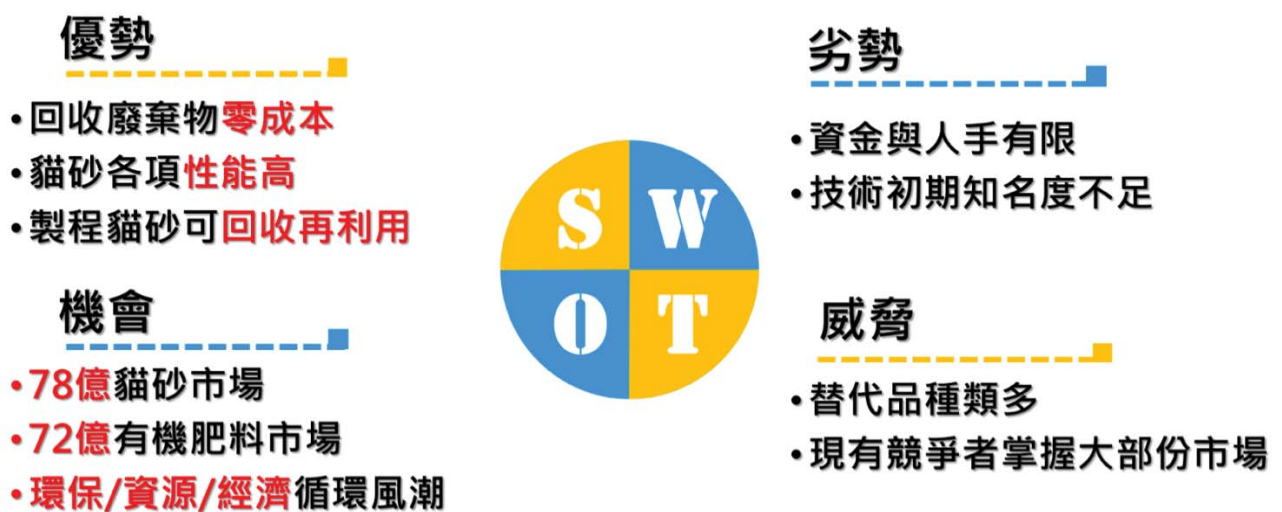 優勢
•回收廢棄物零成本
•貓砂各項性能高
•製程貓砂可回收再利用
劣勢
•資金與人手有限
•技術初期知名度不足
S W
O T
機會
•78億貓砂市場
•72億有機肥料市場
•環保/資源/經濟循環風潮
威脅
•替代品種類多
•現有競爭者掌握大部份市場